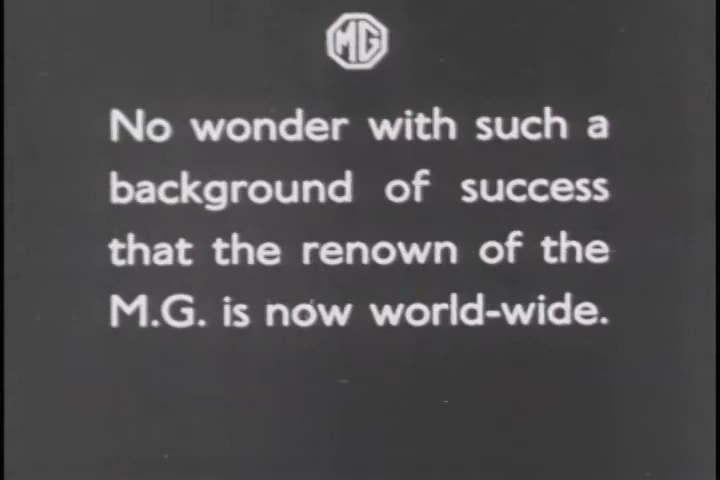 MG
No wonder with such a
background of success
that the renown of the
M.G. is now world-wide.